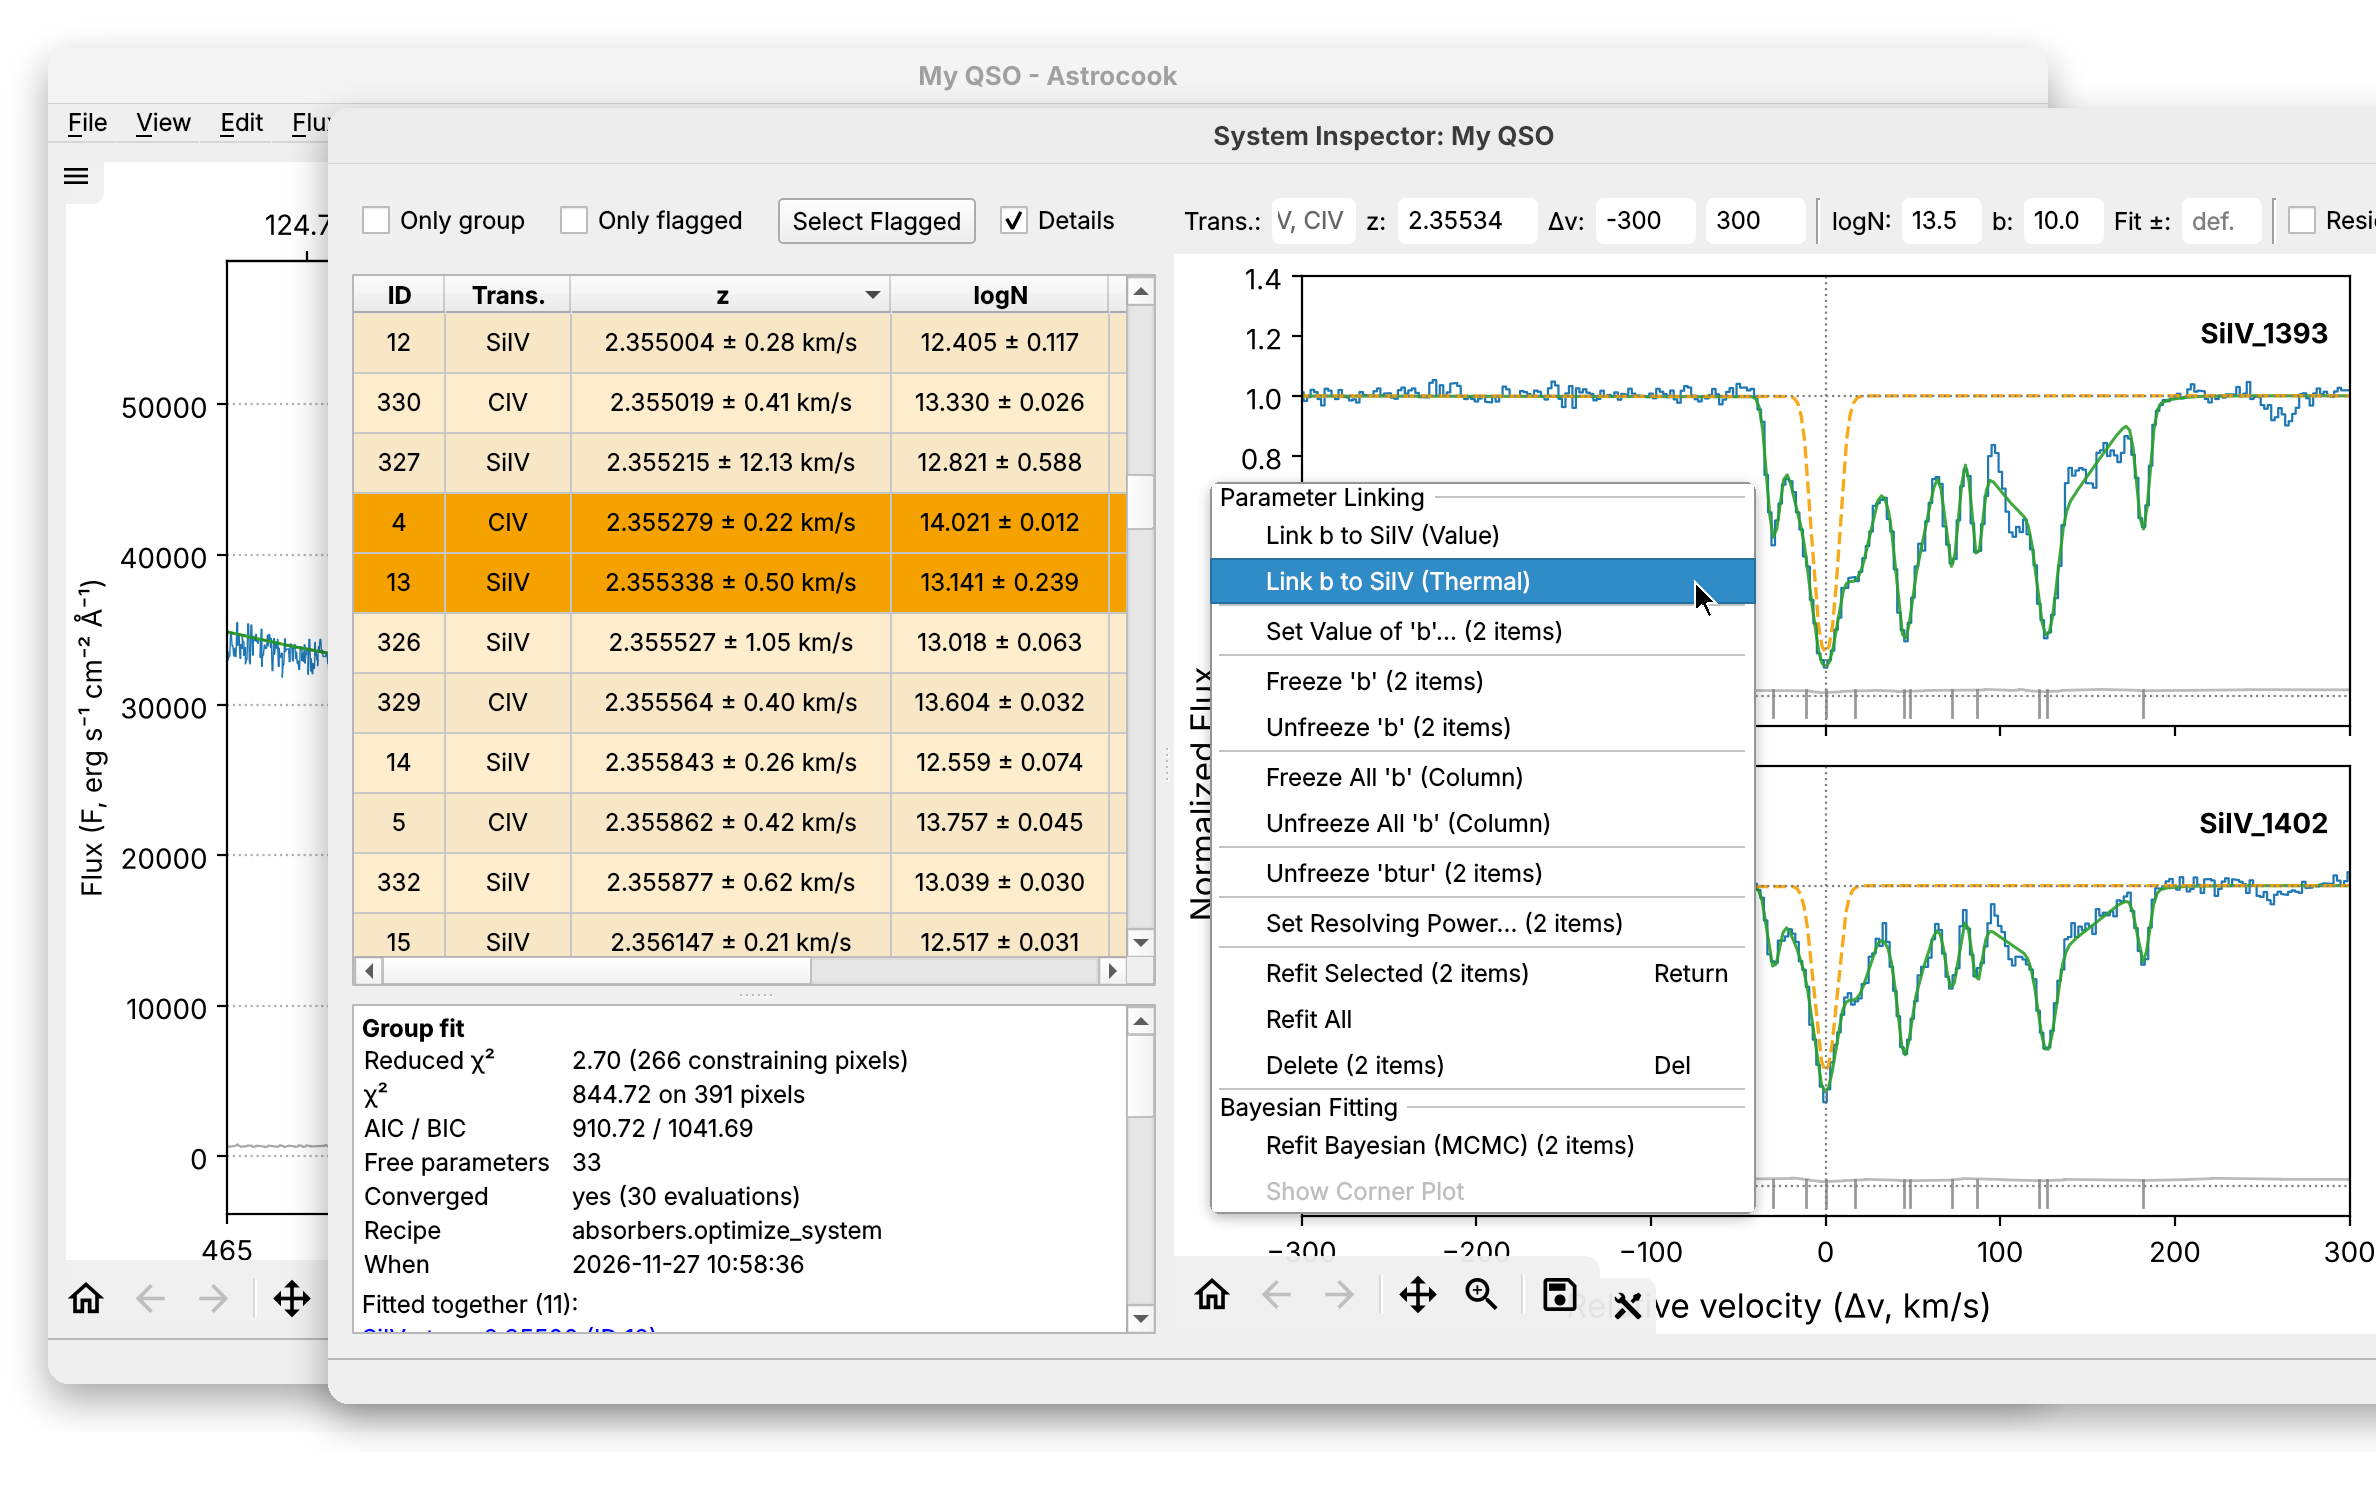 My QSO - Astrocook
File View Edit Flux
System Inspector: My QSO
124.7
Only group Only flagged Select Flagged Details
Trans.: V, CIV z: 2.35534 Δv: -300 300 logN: 13.5 b: 10.0 Fit ±: def.
ID Trans. z logN
12 SiIV 2.355004 ± 0.28 km/s 12.405 ± 0.117
330 CIV 2.355019 ± 0.41 km/s 13.330 ± 0.026
327 SiIV 2.355215 ± 12.13 km/s 12.821 ± 0.588
4 CIV 2.355279 ± 0.22 km/s 14.021 ± 0.012
13 SiIV 2.355338 ± 0.50 km/s 13.141 ± 0.239
326 SiIV 2.355527 ± 1.05 km/s 13.018 ± 0.063
329 CIV 2.355564 ± 0.40 km/s 13.604 ± 0.032
14 SiIV 2.355843 ± 0.26 km/s 12.559 ± 0.074
5 CIV 2.355862 ± 0.42 km/s 13.757 ± 0.045
332 SiIV 2.355877 ± 0.62 km/s 13.039 ± 0.030
15 SiIV 2.356147 ± 0.21 km/s 12.517 ± 0.031
Group fit
Reduced χ² 2.70 (266 constraining pixels)
χ² 844.72 on 391 pixels
AIC / BIC 910.72 / 1041.69
Free parameters 33
Converged yes (30 evaluations)
Recipe absorbers.optimize_system
When 2026-11-27 10:58:36
Fitted together (11):
Flux (F, erg s⁻¹ cm⁻² Å⁻¹)
50000
40000
30000
20000
10000
0
465
1.4
1.2
1.0
0.8
SiIV_1393
SiIV_1402
Normalized Flux
Parameter Linking
Link b to SiIV (Value)
Link b to SiIV (Thermal)
Set Value of 'b'... (2 items)
Freeze 'b' (2 items)
Unfreeze 'b' (2 items)
Freeze All 'b' (Column)
Unfreeze All 'b' (Column)
Unfreeze 'btur' (2 items)
Set Resolving Power... (2 items)
Refit Selected (2 items) Return
Refit All
Delete (2 items) Del
Bayesian Fitting
Refit Bayesian (MCMC) (2 items)
Show Corner Plot
−300 −200 −100 0 100 200 300
velocity (Δv, km/s)